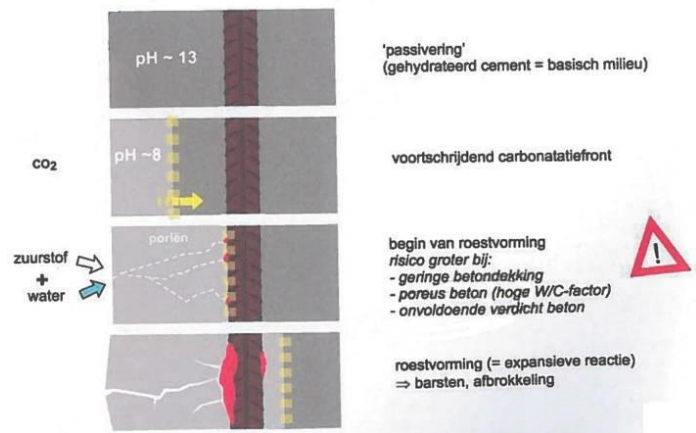 pH ~ 13
'passivering'
(gehydrateerd cement = basisch milieu)
co₂
pH ~8
voortschrijdend carbonatatiefront
zuurstof
+
water
poriën
begin van roestvorming
risico groter bij:
- geringe betondekking
- poreus beton (hoge W/C-factor)
- onvoldoende verdicht beton
!
roestvorming (= expansieve reactie)
⇒ barsten, afbrokkeling